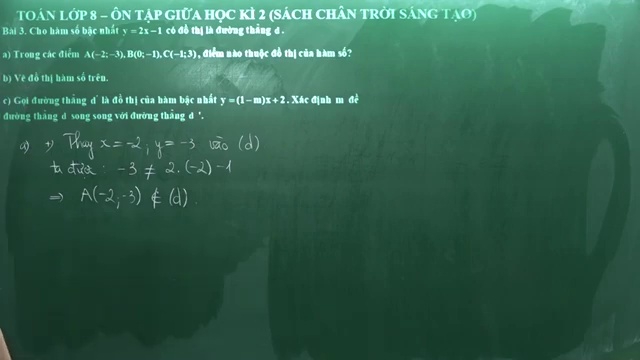 TOÁN LỚP 8 – ÔN TẬP GIỮA HỌC KÌ 2 (SÁCH CHÂN TRỜI SÁNG TẠO)
Bài 3. Cho hàm số bậc nhất y = 2x − 1 có đồ thị là đường thẳng d.
a) Trong các điểm A(−2; −3), B(0; −1), C(−1; 3), điểm nào thuộc đồ thị của hàm số?
b) Vẽ đồ thị hàm số trên.
c) Gọi đường thẳng d' là đồ thị của hàm bậc nhất y = (1 − m)x + 2. Xác định m để
đường thẳng d song song với đường thẳng d '.
a) +) Thay x = −2, y = −3 vào (d)
ta được: −3 ≠ 2.(−2) −1
⇒ A(−2; −3) ∉ (d).